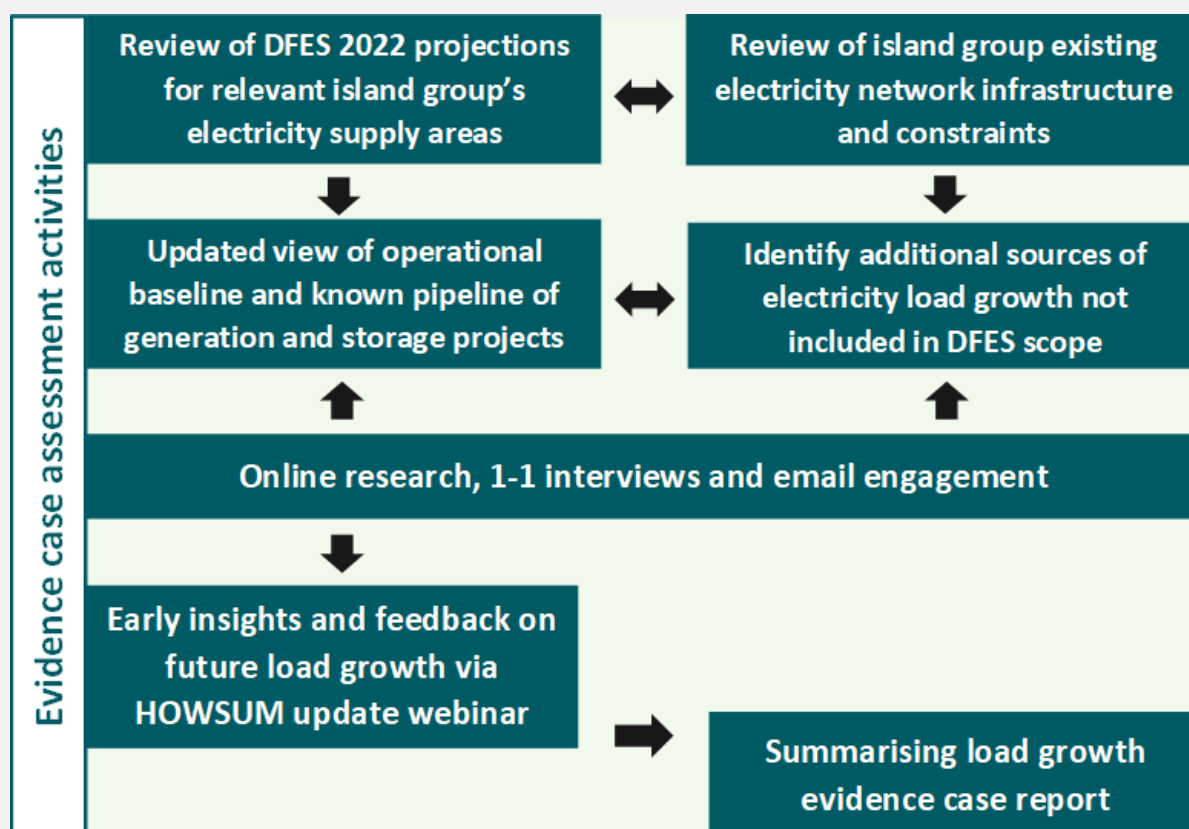 Evidence case assessment activities
Review of DFES 2022 projections
for relevant island group's
electricity supply areas
Review of island group existing
electricity network infrastructure
and constraints
Updated view of operational
baseline and known pipeline of
generation and storage projects
Identify additional sources of
electricity load growth not
included in DFES scope
Online research, 1-1 interviews and email engagement
Early insights and feedback on
future load growth via
HOWSUM update webinar
Summarising load growth
evidence case report